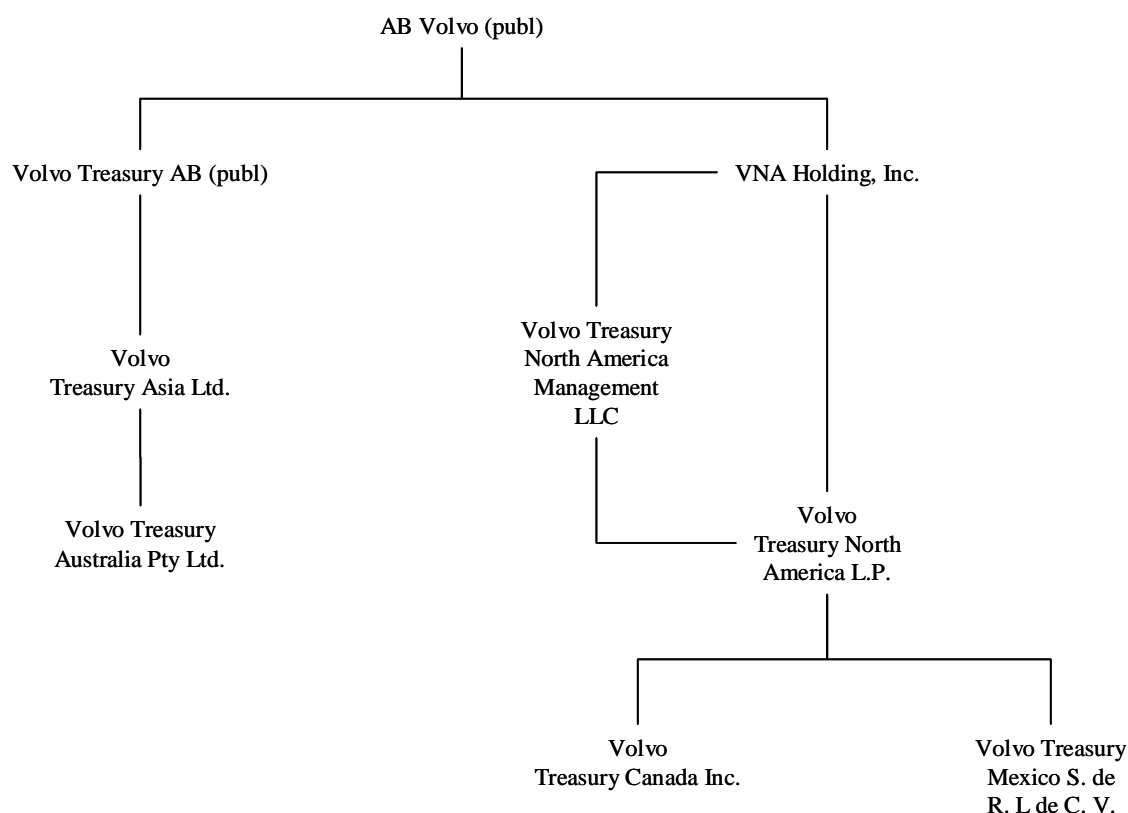 AB Volvo (publ)
Volvo Treasury AB (publ)
VNA Holding, Inc.
Volvo Treasury
North America
Management
LLC
Volvo
Treasury Asia Ltd.
Volvo Treasury
Australia Pty Ltd.
Volvo
Treasury North
America L.P.
Volvo
Treasury Canada Inc.
Volvo Treasury
Mexico S. de
R. L de C. V.